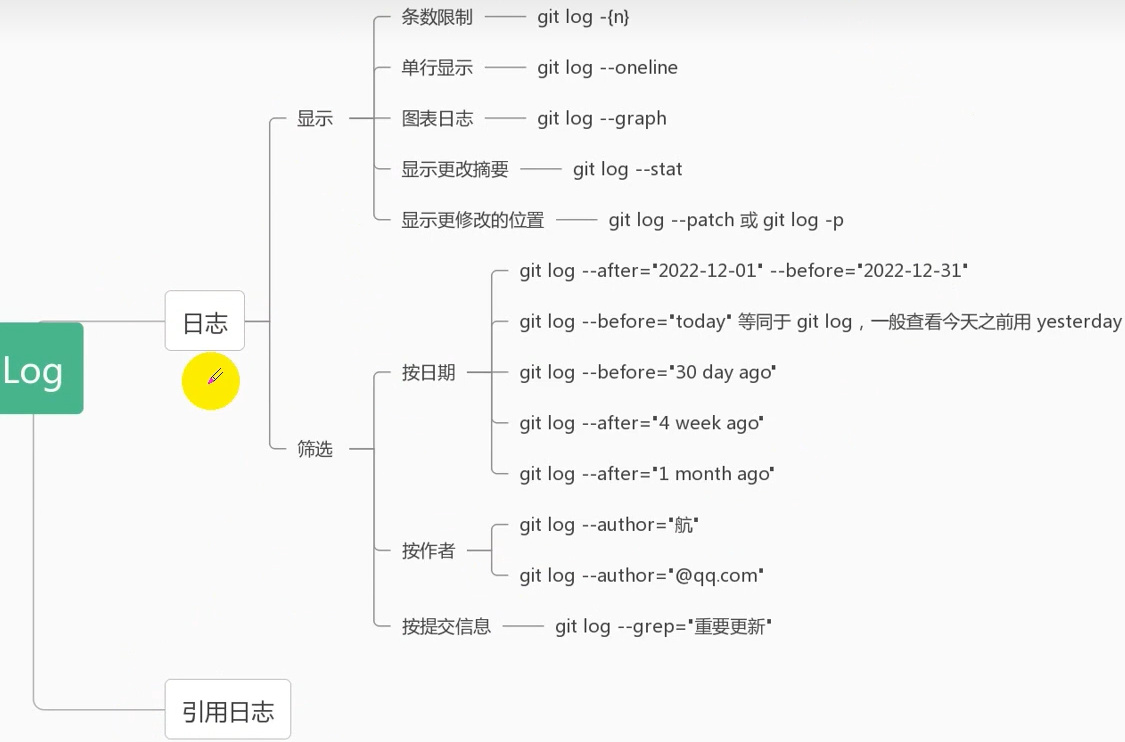 Log
日志
显示
条数限制 git log -{n}
单行显示 git log --oneline
图表日志 git log --graph
显示更改摘要 git log --stat
显示更修改的位置 git log --patch 或 git log -p
筛选
按日期
git log --after="2022-12-01" --before="2022-12-31"
git log --before="today" 等同于 git log，一般查看今天之前用 yesterday
git log --before="30 day ago"
git log --after="4 week ago"
git log --after="1 month ago"
按作者
git log --author="航"
git log --author="@qq.com"
按提交信息 git log --grep="重要更新"
引用日志